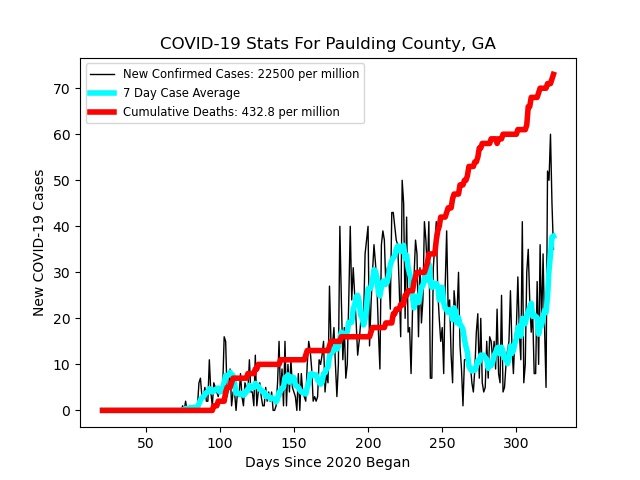 COVID-19 Stats For Paulding County, GA
New Confirmed Cases: 22500 per million
7 Day Case Average
Cumulative Deaths: 432.8 per million
New COVID-19 Cases
70
60
50
40
30
20
10
0
50 100 150 200 250 300
Days Since 2020 Began